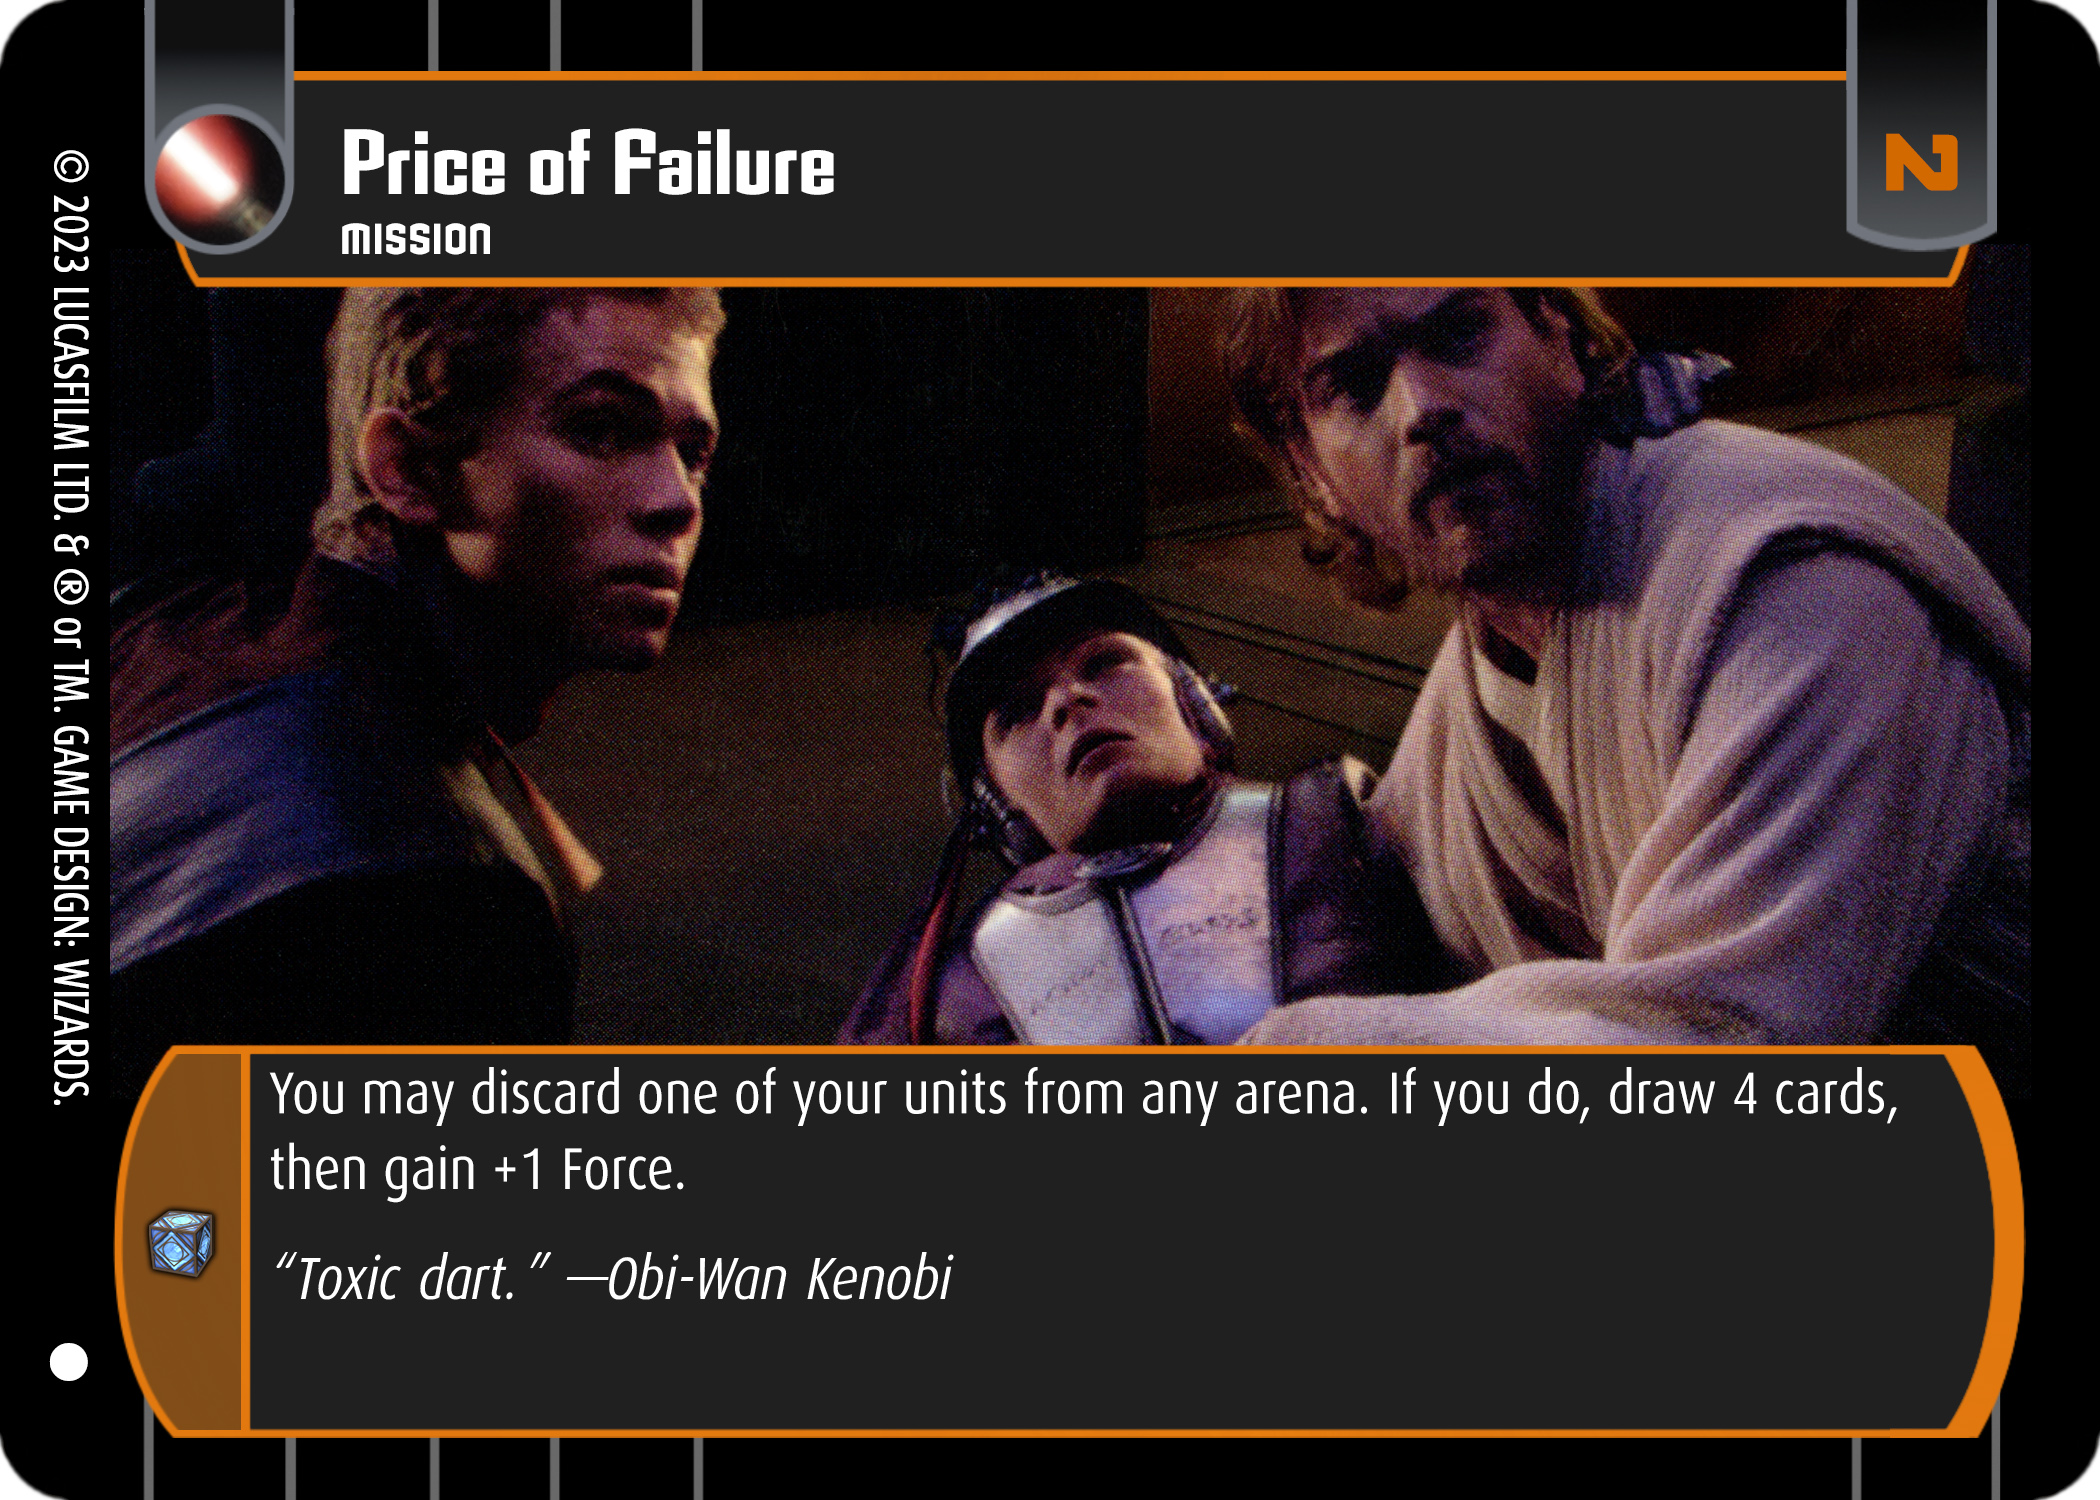 Price of Failure
MISSION
2
© 2023 LUCASFILM LTD. & ® or TM. GAME DESIGN: WIZARDS.
You may discard one of your units from any arena. If you do, draw 4 cards,
then gain +1 Force.
“Toxic dart.” —Obi-Wan Kenobi